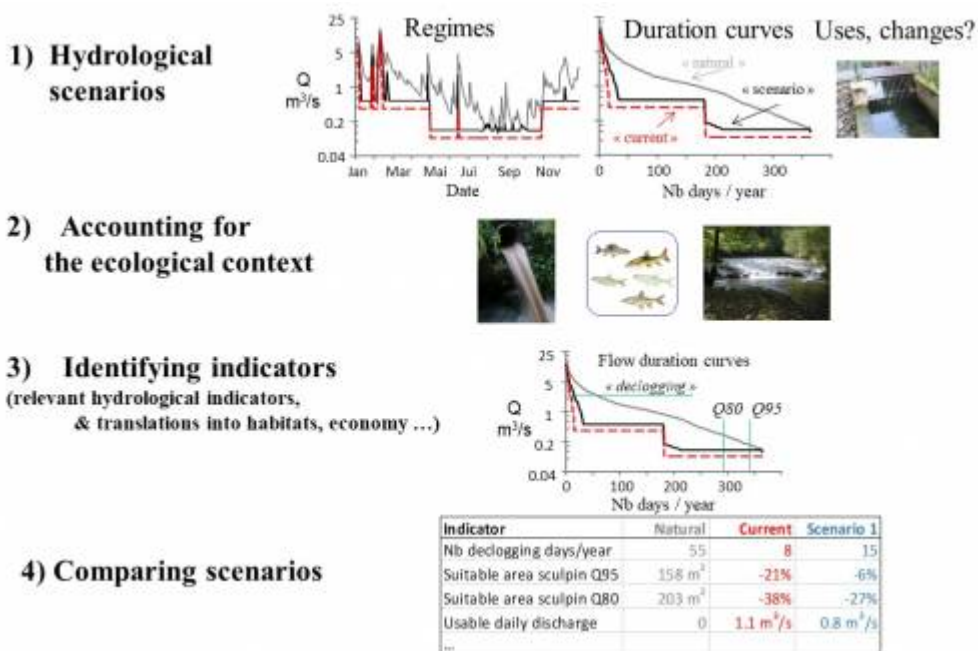 1) Hydrological
scenarios
Regimes
Duration curves
Uses, changes?
25
5
1
0.2
0.04
Q
m³/s
Jan Mar Mai Jul Sep Nov
Date
« natural »
« scenario »
« current »
0 100 200 300
Nb days / year
2) Accounting for
the ecological context
3) Identifying indicators
(relevant hydrological indicators,
& translations into habitats, economy ...)
Flow duration curves
« declogging »
Q80 Q95
25
5
1
0.2
0.04
Q
m³/s
0 100 200 300
Nb days / year
4) Comparing scenarios
Indicator Natural Current Scenario 1
Nb declogging days/year 55 8 15
Suitable area sculpin Q95 158 m² -21% -6%
Suitable area sculpin Q80 203 m² -38% -27%
Usable daily discharge 0 1.1 m³/s 0.8 m³/s
...